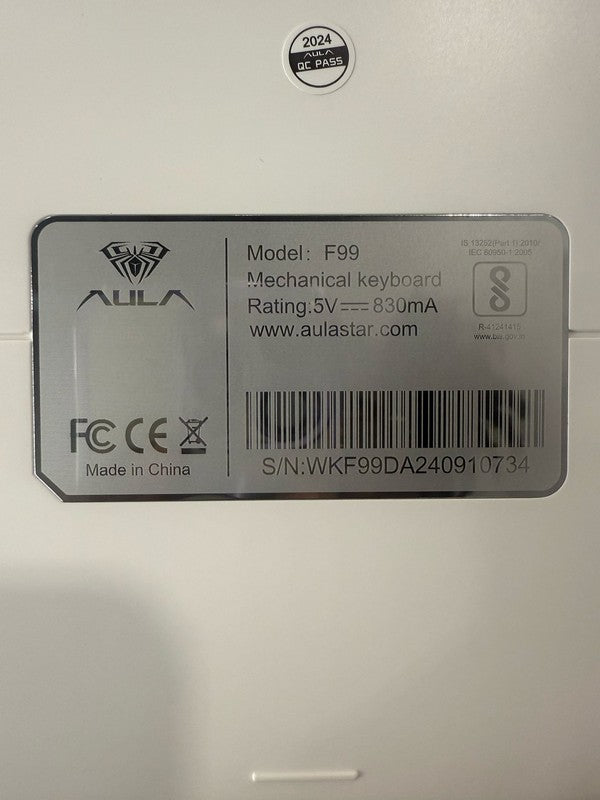 2024
AULA
QC PASS
AULA
FC CE
Made in China
Model: F99
Mechanical keyboard
Rating:5V⎓830mA
www.aulastar.com
IS 13252(Part 1):2010/
IEC 60950-1:2005
R-41241415
www.bis.gov.in
S/N:WKF99DA240910734